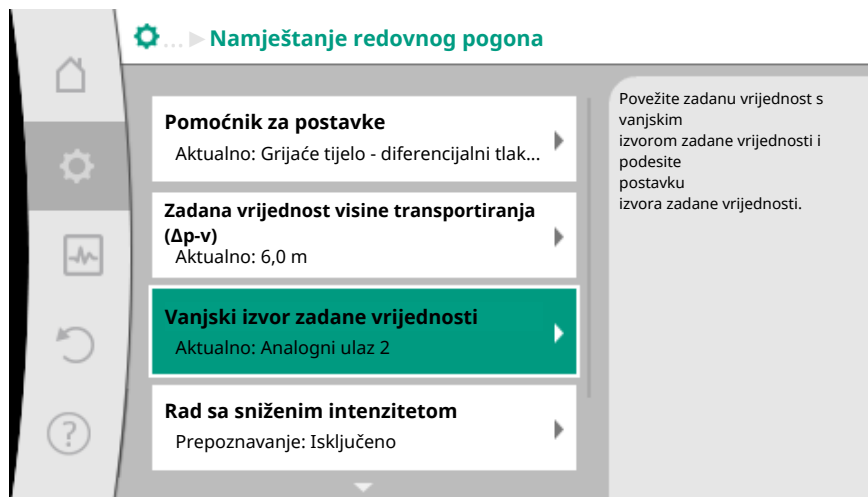 ... ▶ Namještanje redovnog pogona
Pomoćnik za postavke
Aktualno: Grijaće tijelo - diferencijalni tlak...
Zadana vrijednost visine transportiranja
(Δp-v)
Aktualno: 6,0 m
Vanjski izvor zadane vrijednosti
Aktualno: Analogni ulaz 2
Rad sa sniženim intenzitetom
Prepoznavanje: Isključeno
Povežite zadanu vrijednost s
vanjskim
izvorom zadane vrijednosti i
podesite
postavku
izvora zadane vrijednosti.